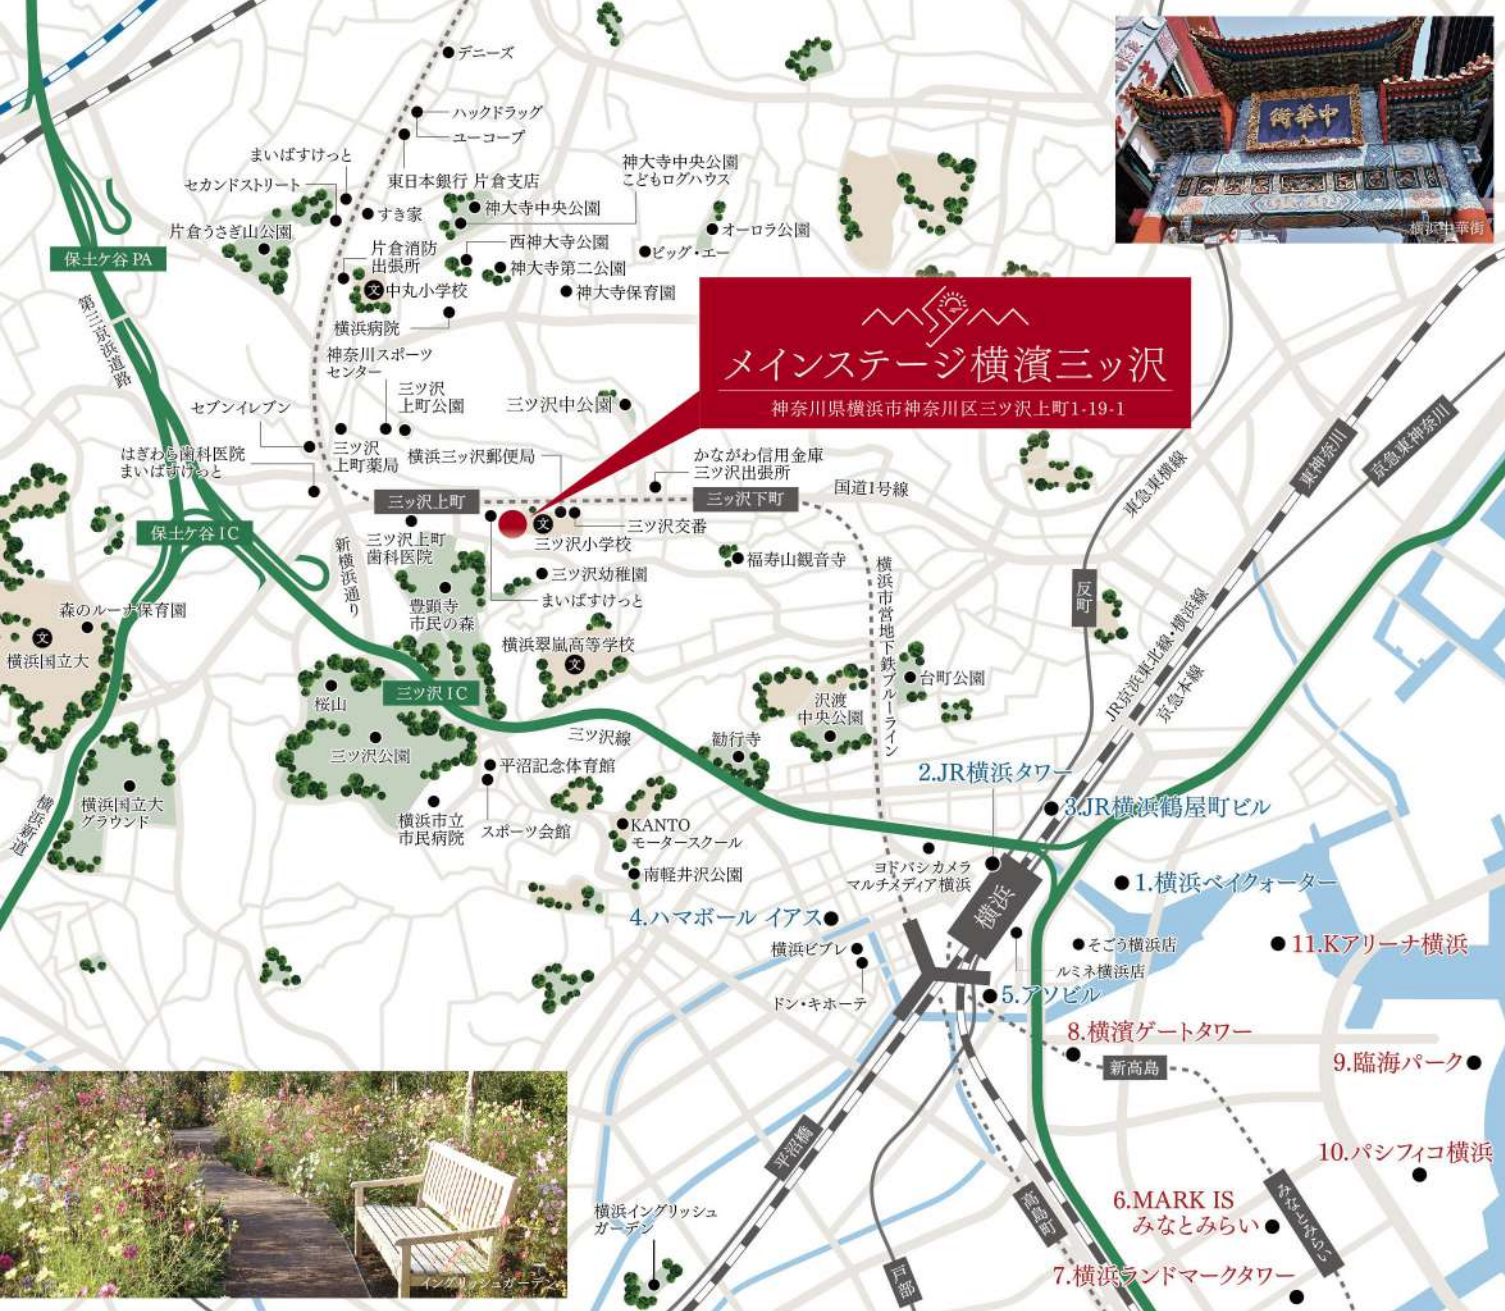 デニーズ
ハックドラッグ
ユーコープ
まいばすけっと
セカンドストリート
東日本銀行 片倉支店
すき家
片倉うさぎ山公園
神大寺中央公園
神大寺中央公園
こどもログハウス
オーロラ公園
ビッグ・エー
西神大寺公園
神大寺第二公園
神大寺保育園
片倉消防
出張所
文
中丸小学校
横浜病院
中華街
横浜中華街
保土ケ谷PA
第三京浜道路
神奈川スポーツ
センター
三ツ沢
上町公園
三ツ沢中公園
メインステージ横濱三ッ沢
神奈川県横浜市神奈川区三ツ沢上町1-19-1
セブンイレブン
はぎわら歯科医院
まいばすけっと
三ツ沢
上町薬局
横浜三ッ沢郵便局
かながわ信用金庫
三ツ沢出張所
国道1号線
東急東横線
東神奈川
京急東神奈川
三ッ沢上町
三ッ沢下町
保土ケ谷IC
三ツ沢上町
歯科医院
文
三ツ沢小学校
三ツ沢交番
三ツ沢幼稚園
まいばすけっと
福寿山観音寺
新横浜通り
豊顕寺
市民の森
横浜市営地下鉄ブルーライン
反町
JR京浜東北線・横浜線
京急本線
森のルーナ保育園
文
横浜国立大
横浜翠嵐高等学校
文
台町公園
桜山
三ツ沢IC
三ツ沢公園
三ツ沢線
沢渡
中央公園
勧行寺
平沼記念体育館
スポーツ会館
横浜市立
市民病院
横浜国立大
グラウンド
横浜新道
KANTO
モータースクール
南軽井沢公園
2.JR横浜タワー
3.JR横浜鶴屋町ビル
ヨドバシカメラ
マルチメディア横浜
横浜
1.横浜ベイクォーター
4.ハマボール イアス
横浜ビブレ
ドン・キホーテ
そごう横浜店
ルミネ横浜店
5.アソビル
11.Kアリーナ横浜
8.横濱ゲートタワー
新高島
9.臨海パーク
10.パシフィコ横浜
平沼橋
高島町
戸部
6.MARK IS
みなとみらい
みなとみらい
7.横浜ランドマークタワー
横浜イングリッシュ
ガーデン
イングリッシュガーデン